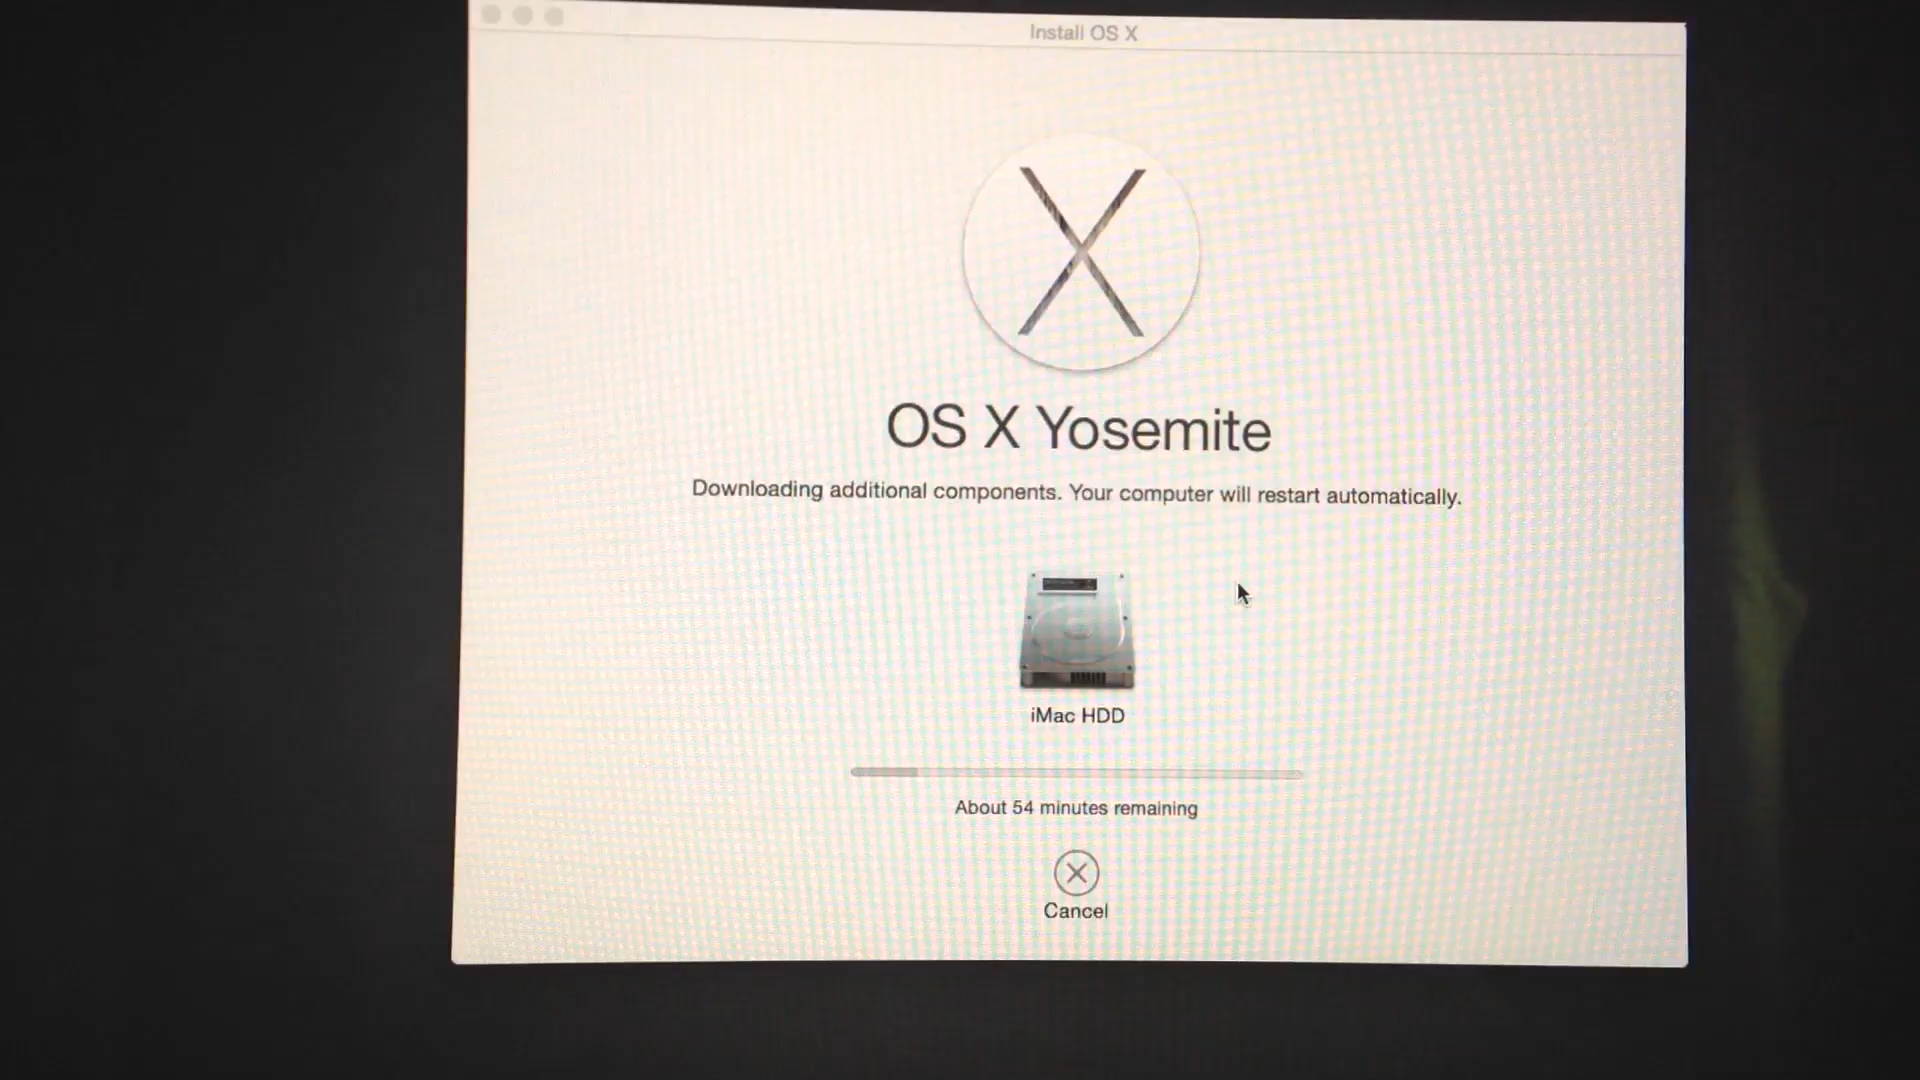 Install OS X
OS X Yosemite
Downloading additional components. Your computer will restart automatically.
iMac HDD
About 54 minutes remaining
Cancel